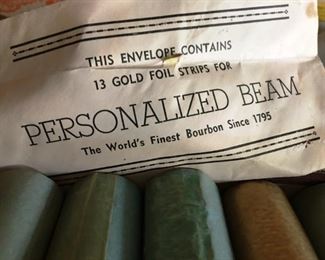 THIS ENVELOPE CONTAINS
13 GOLD FOIL STRIPS FOR
PERSONALIZED BEAM
The World's Finest Bourbon Since 1795